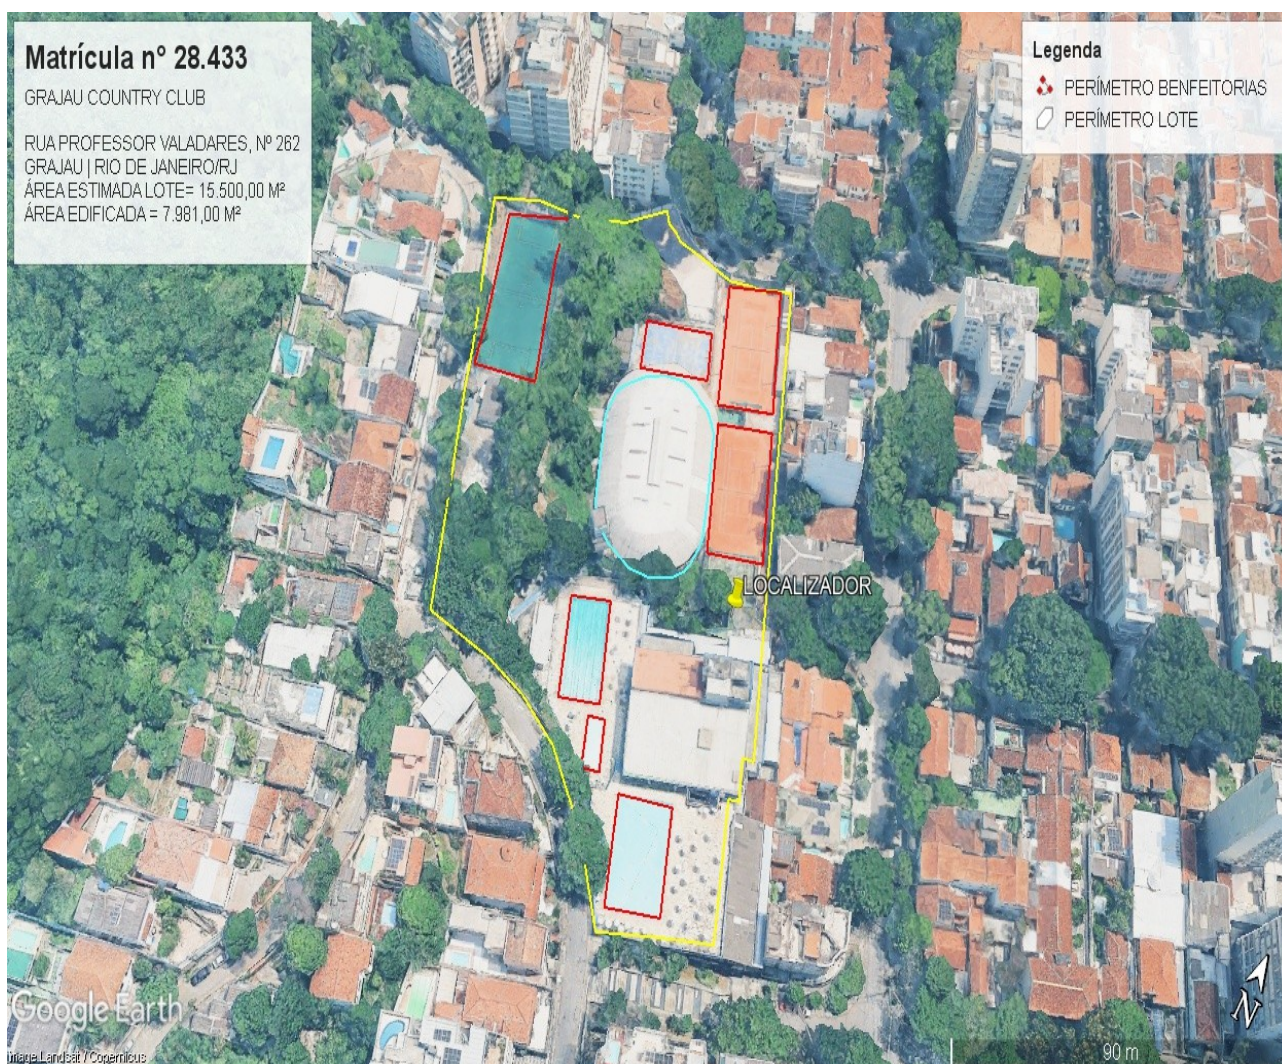 Matrícula nº 28.433
GRAJAU COUNTRY CLUB
RUA PROFESSOR VALADARES, Nº 262
GRAJAU | RIO DE JANEIRO/RJ
ÁREA ESTIMADA LOTE= 15.500,00 M²
ÁREA EDIFICADA = 7.981,00 M²
Legenda
PERÍMETRO BENFEITORIAS
PERÍMETRO LOTE
LOCALIZADOR
Google Earth
Image Landsat / Copernicus
N
90 m